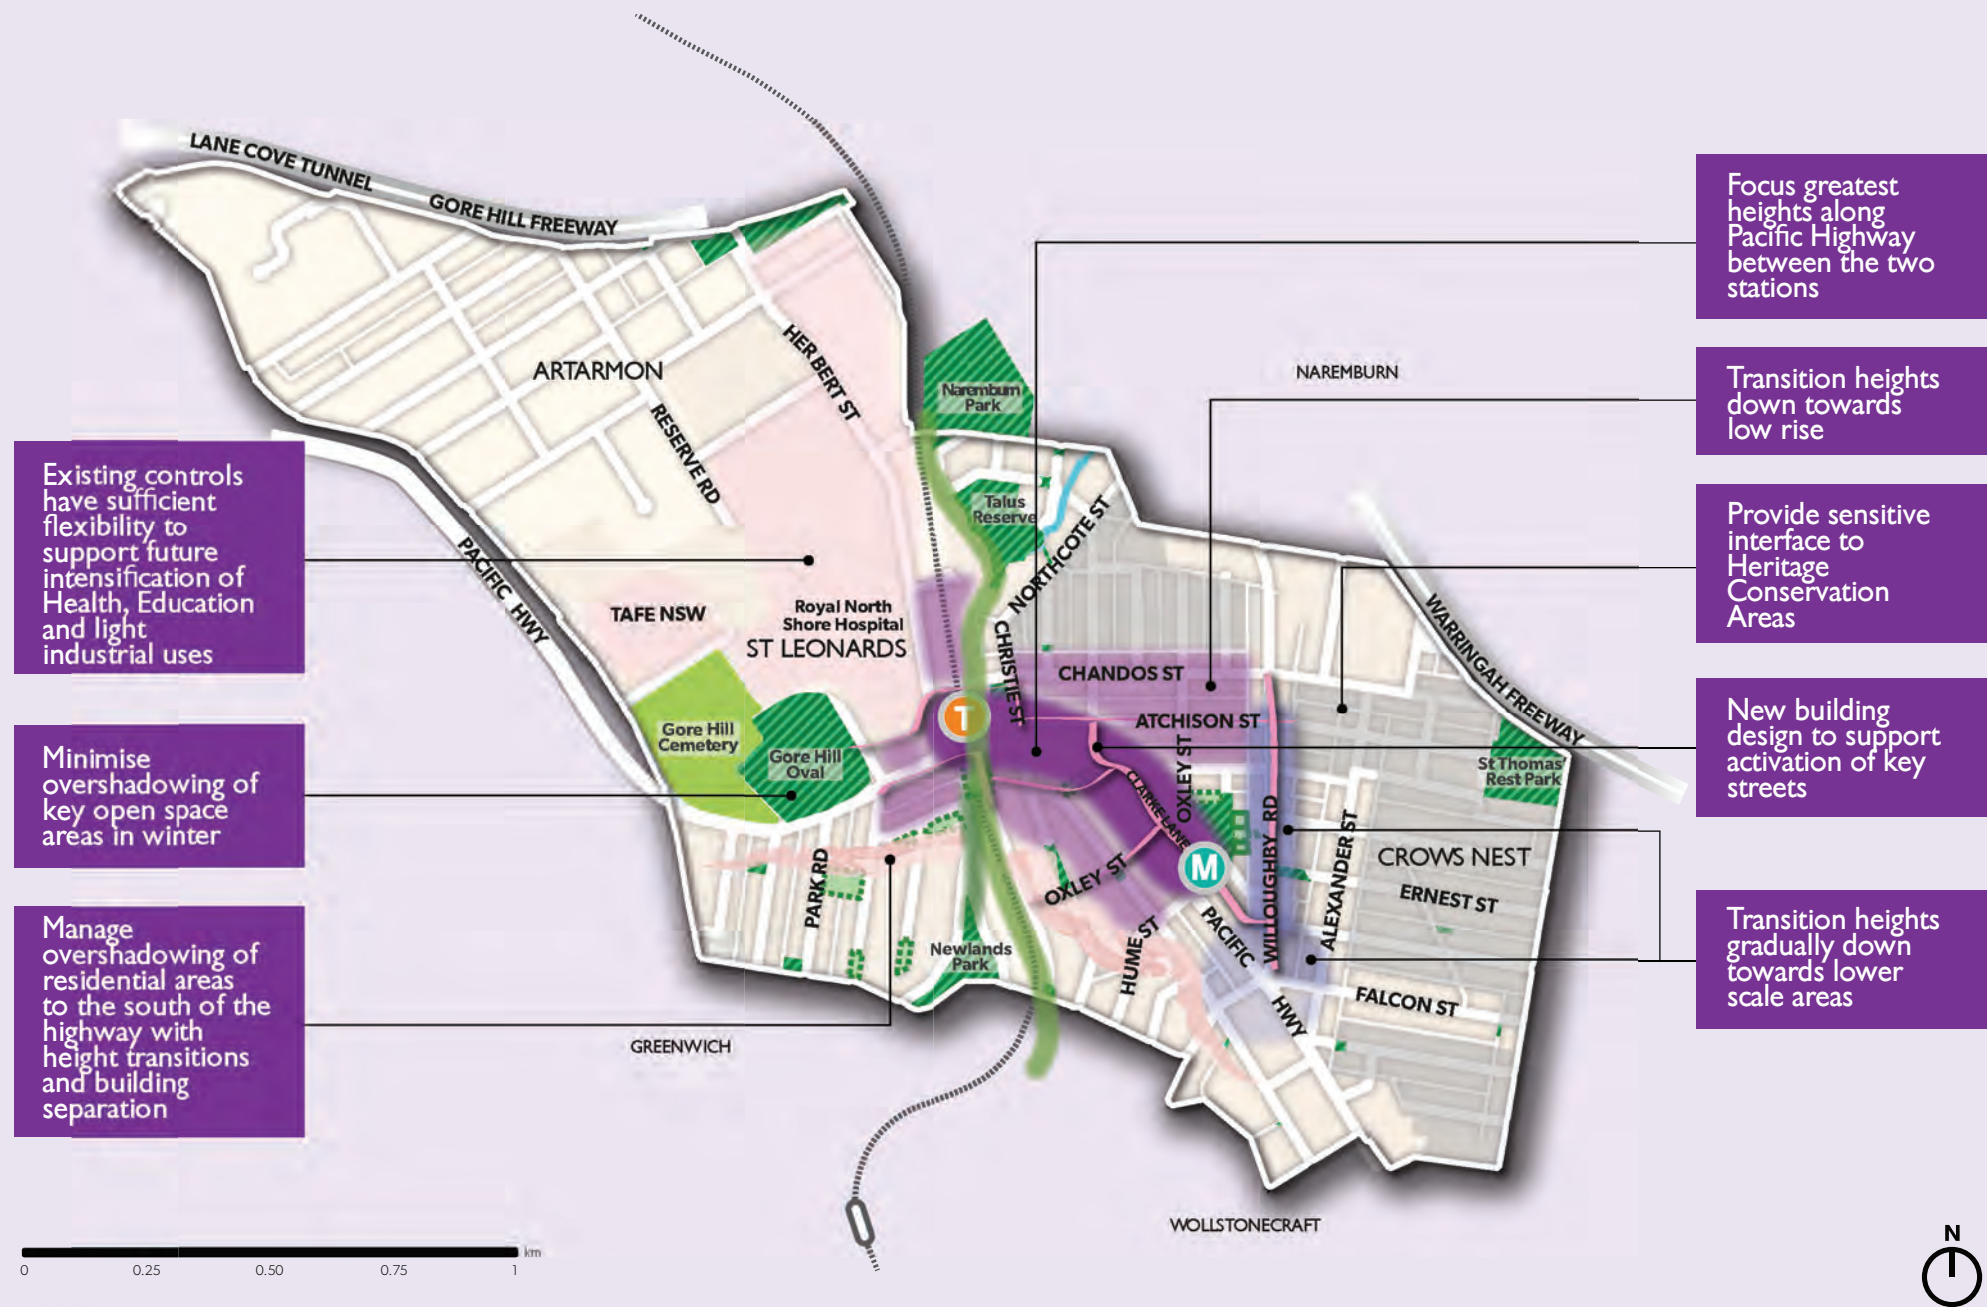 LANE COVE TUNNEL
GORE HILL FREEWAY
Focus greatest
heights along
Pacific Highway
between the two
stations
Transition heights
down towards
low rise
Provide sensitive
interface to
Heritage
Conservation
Areas
New building
design to support
activation of key
streets
Transition heights
gradually down
towards lower
scale areas
Existing controls
have sufficient
flexibility to
support future
intensification of
Health, Education
and light
industrial uses
Minimise
overshadowing of
key open space
areas in winter
Manage
overshadowing of
residential areas
to the south of the
highway with
height transitions
and building
separation
ARTARMON
HERBERT ST
RESERVE RD
PACIFIC HWY
TAFE NSW
Royal North
Shore Hospital
ST LEONARDS
Naremburn
Park
NAREMBURN
Talus
Reserve
NORTHCOTE ST
CHRISTIE ST
CHANDOS ST
ATCHISON ST
OXLEY ST
CLARKE LANE
WARRINGAH FREEWAY
St Thomas'
Rest Park
Gore Hill
Cemetery
Gore Hill
Oval
T
M
WILLOUGHBY RD
ALEXANDER ST
CROWS NEST
ERNEST ST
PARK RD
OXLEY ST
HUME ST
PACIFIC
HWY
FALCON ST
Newlands
Park
GREENWICH
WOLLSTONECRAFT
km
0
0.25
0.50
0.75
1
N